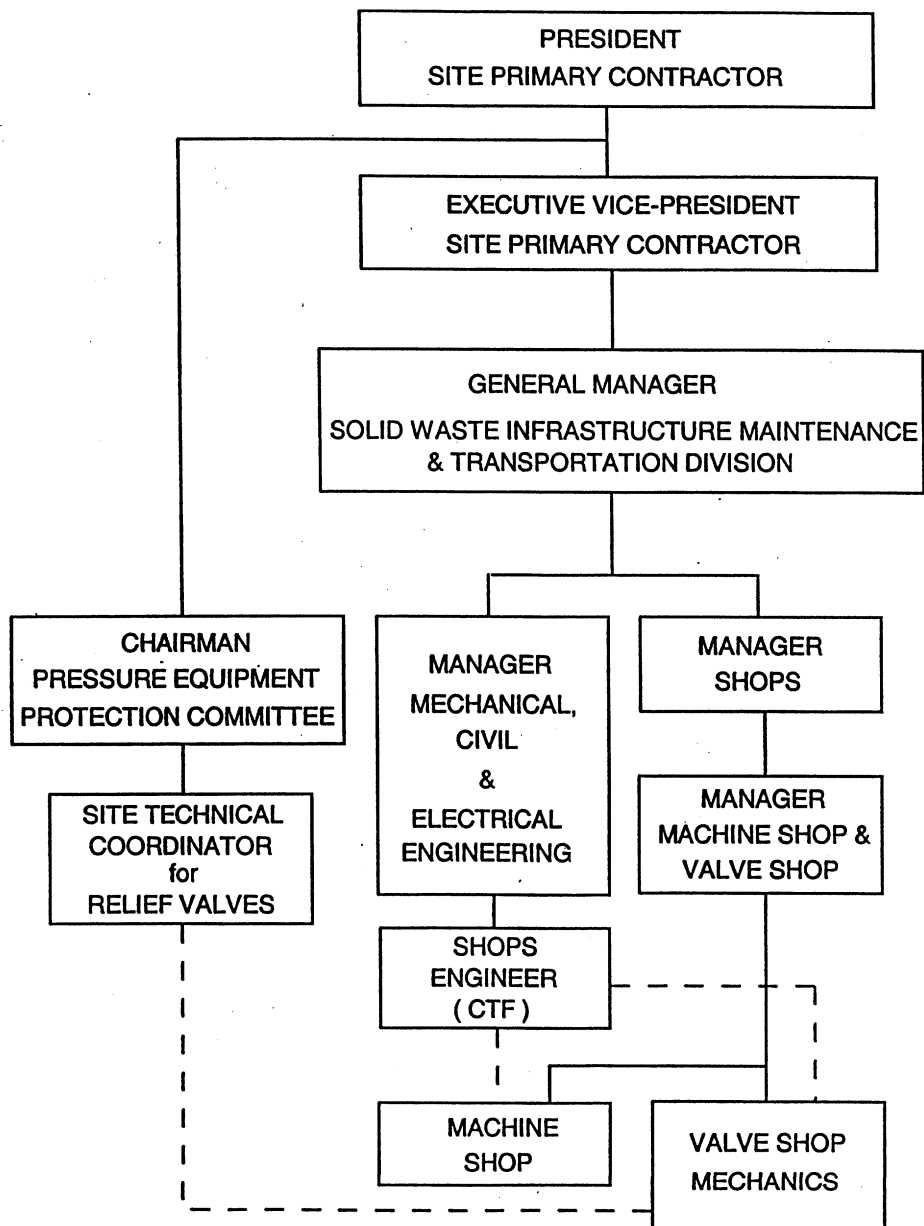 PRESIDENT
SITE PRIMARY CONTRACTOR
EXECUTIVE VICE-PRESIDENT
SITE PRIMARY CONTRACTOR
GENERAL MANAGER
SOLID WASTE INFRASTRUCTURE MAINTENANCE
& TRANSPORTATION DIVISION
CHAIRMAN
PRESSURE EQUIPMENT
PROTECTION COMMITTEE
MANAGER
MECHANICAL,
CIVIL
&
ELECTRICAL
ENGINEERING
MANAGER
SHOPS
SITE TECHNICAL
COORDINATOR
for
RELIEF VALVES
MANAGER
MACHINE SHOP &
VALVE SHOP
SHOPS
ENGINEER
( CTF )
MACHINE
SHOP
VALVE SHOP
MECHANICS